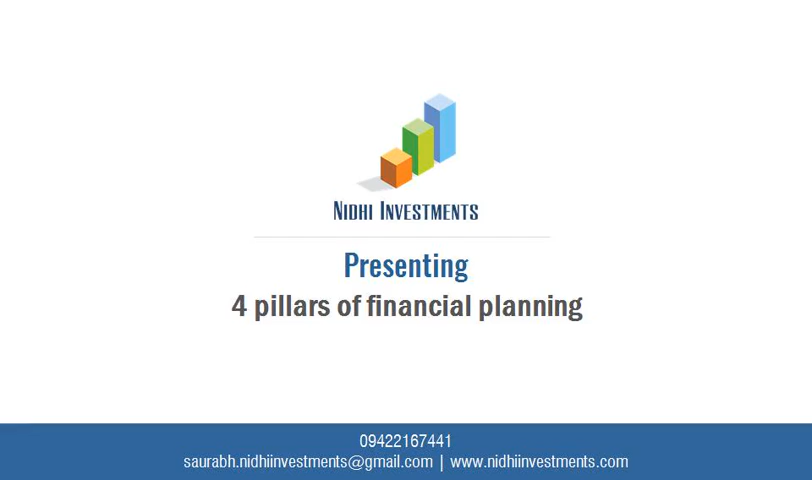 Nidhi Investments
Presenting
4 pillars of financial planning
09422167441
saurabh.nidhiinvestments@gmail.com | www.nidhiinvestments.com